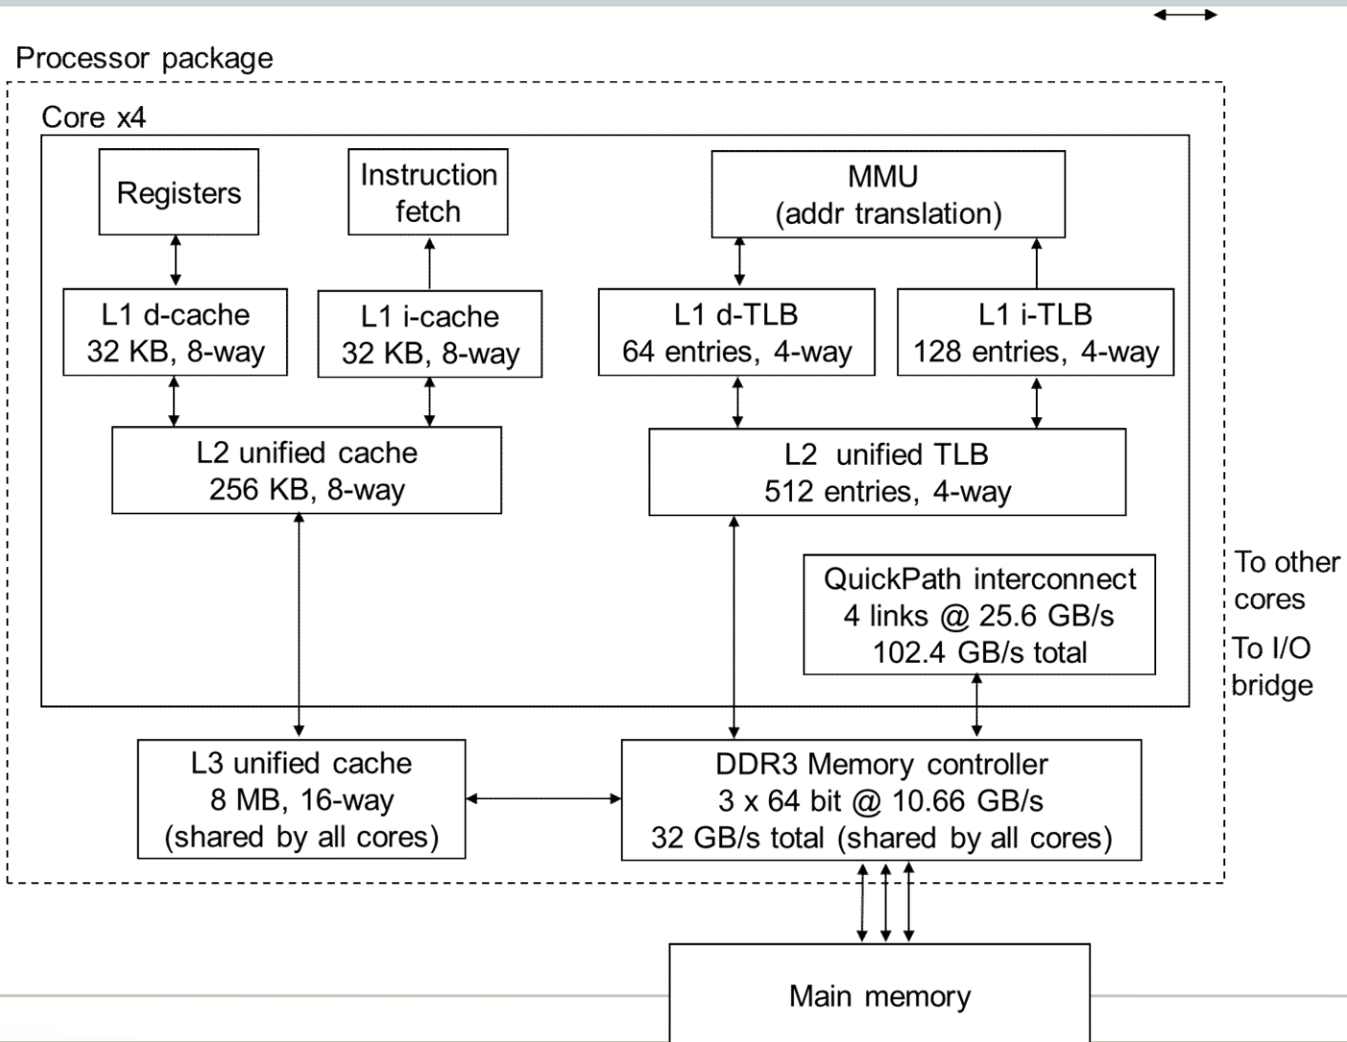 Processor package
Core x4
Registers
Instruction
fetch
MMU
(addr translation)
L1 d-cache
32 KB, 8-way
L1 i-cache
32 KB, 8-way
L1 d-TLB
64 entries, 4-way
L1 i-TLB
128 entries, 4-way
L2 unified cache
256 KB, 8-way
L2 unified TLB
512 entries, 4-way
QuickPath interconnect
4 links @ 25.6 GB/s
102.4 GB/s total
To other
cores
To I/O
bridge
L3 unified cache
8 MB, 16-way
(shared by all cores)
DDR3 Memory controller
3 x 64 bit @ 10.66 GB/s
32 GB/s total (shared by all cores)
Main memory